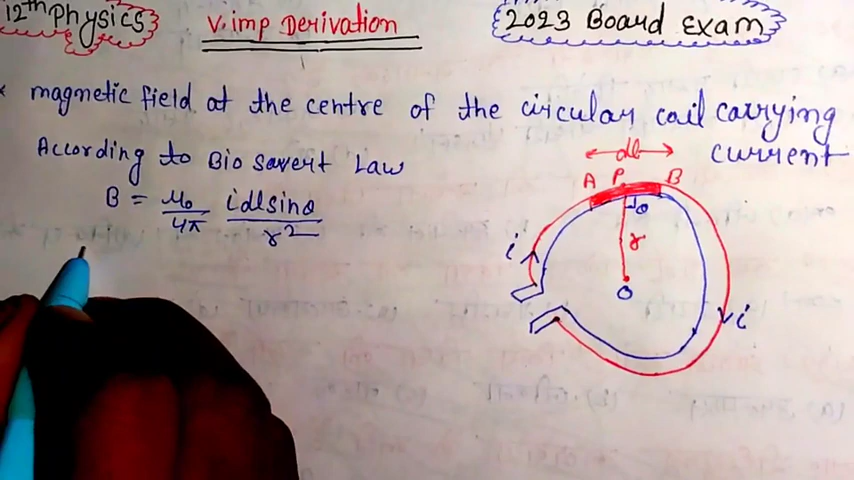 12th Physics
V. imp Derivation
2023 Board Exam
* magnetic field at the centre of the circular coil carrying
current
According to Bio Savert Law
B = μ₀/4π idlsinθ/r²
dl
A P B
θ
r
i
O
i